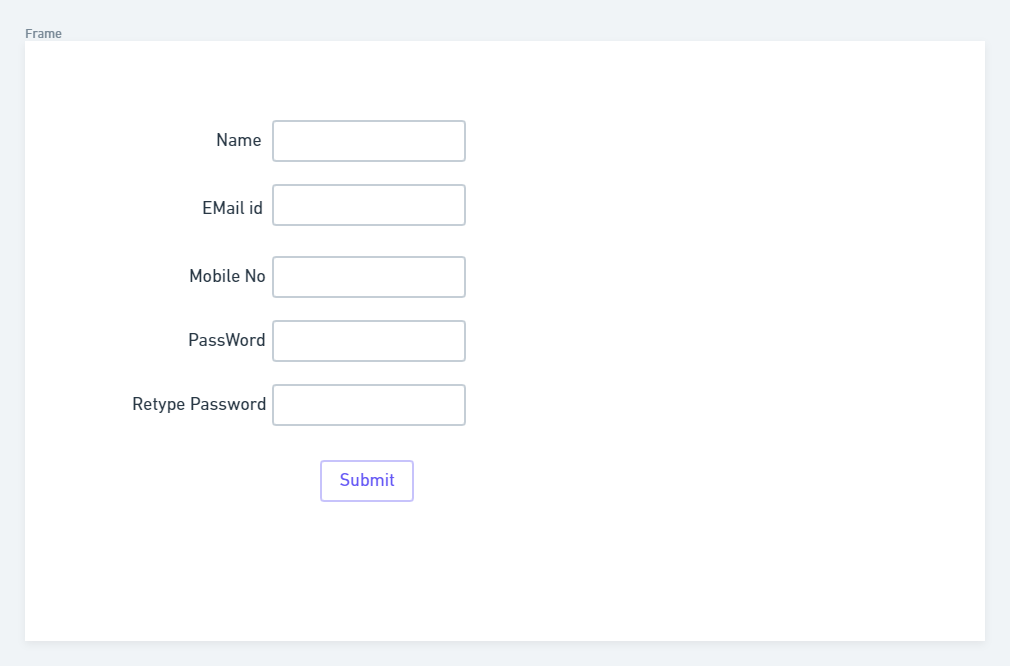 Frame
Name
EMail id
Mobile No
PassWord
Retype Password
Submit